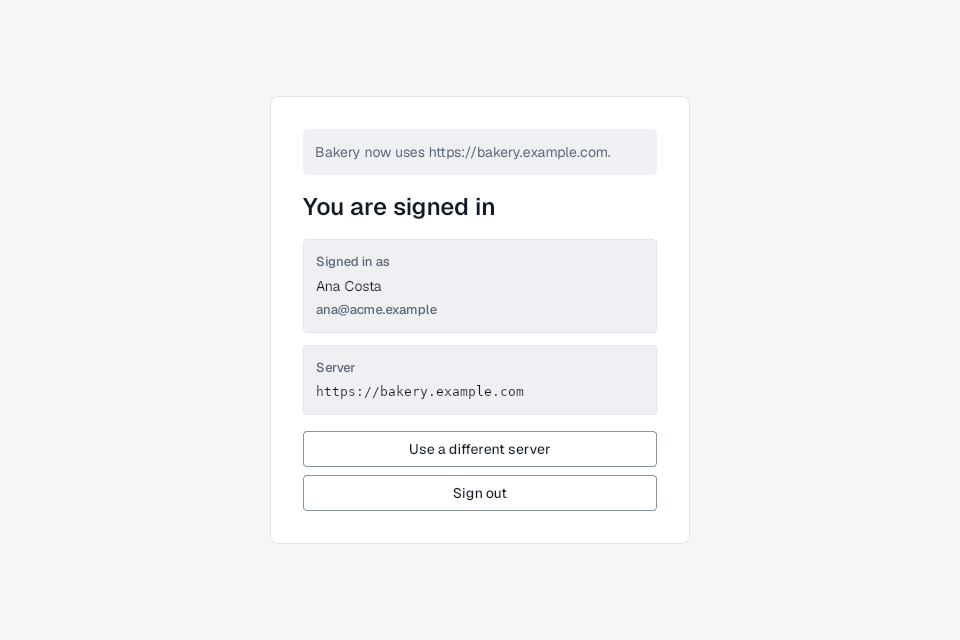 Bakery now uses https://bakery.example.com.
You are signed in
Signed in as
Ana Costa
ana@acme.example
Server
https://bakery.example.com
Use a different server
Sign out